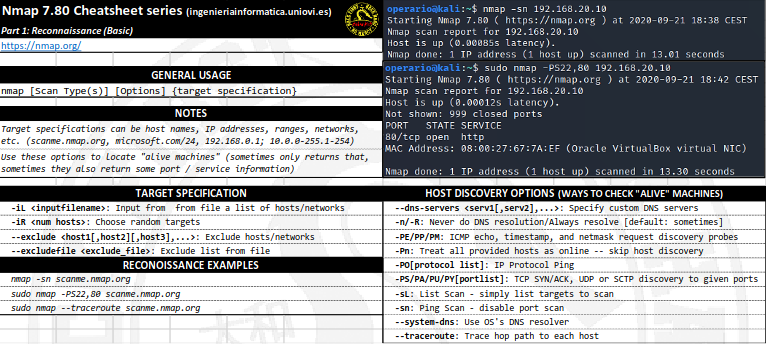 Nmap 7.80 Cheatsheet series (ingenieriainformatica.uniovi.es)
Part 1: Reconnaissance (Basic)
https://nmap.org/
GENERAL USAGE
nmap [Scan Type(s)] [Options] {target specification}
NOTES
Target specifications can be host names, IP addresses, ranges, networks,
etc. (scanme.nmap.org, microsoft.com/24, 192.168.0.1; 10.0.0-255.1-254)
Use these options to locate "alive machines" (sometimes only returns that,
sometimes they also return some port / service information)
operario@kali:~$ nmap -sn 192.168.20.10
Starting Nmap 7.80 ( https://nmap.org ) at 2020-09-21 18:38 CEST
Nmap scan report for 192.168.20.10
Host is up (0.00085s latency).
Nmap done: 1 IP address (1 host up) scanned in 13.01 seconds
operario@kali:~$ sudo nmap -PS22,80 192.168.20.10
Starting Nmap 7.80 ( https://nmap.org ) at 2020-09-21 18:42 CEST
Nmap scan report for 192.168.20.10
Host is up (0.00012s latency).
Not shown: 999 closed ports
PORT STATE SERVICE
80/tcp open http
MAC Address: 08:00:27:67:7A:EF (Oracle VirtualBox virtual NIC)
Nmap done: 1 IP address (1 host up) scanned in 13.30 seconds
TARGET SPECIFICATION
-iL <inputfilename>: Input from from file a list of hosts/networks
-iR <num hosts>: Choose random targets
--exclude <host1[,host2][,host3],...>: Exclude hosts/networks
--excludefile <exclude_file>: Exclude list from file
RECONOISSANCE EXAMPLES
nmap -sn scanme.nmap.org
sudo nmap -PS22,80 scanme.nmap.org
sudo nmap --traceroute scanme.nmap.org
HOST DISCOVERY OPTIONS (WAYS TO CHECK "ALIVE" MACHINES)
--dns-servers <serv1[,serv2],...>: Specify custom DNS servers
-n/-R: Never do DNS resolution/Always resolve [default: sometimes]
-PE/PP/PM: ICMP echo, timestamp, and netmask request discovery probes
-Pn: Treat all provided hosts as online -- skip host discovery
-PO[protocol list]: IP Protocol Ping
-PS/PA/PU/PY[portlist]: TCP SYN/ACK, UDP or SCTP discovery to given ports
-sL: List Scan - simply list targets to scan
-sn: Ping Scan - disable port scan
--system-dns: Use OS's DNS resolver
--traceroute: Trace hop path to each host